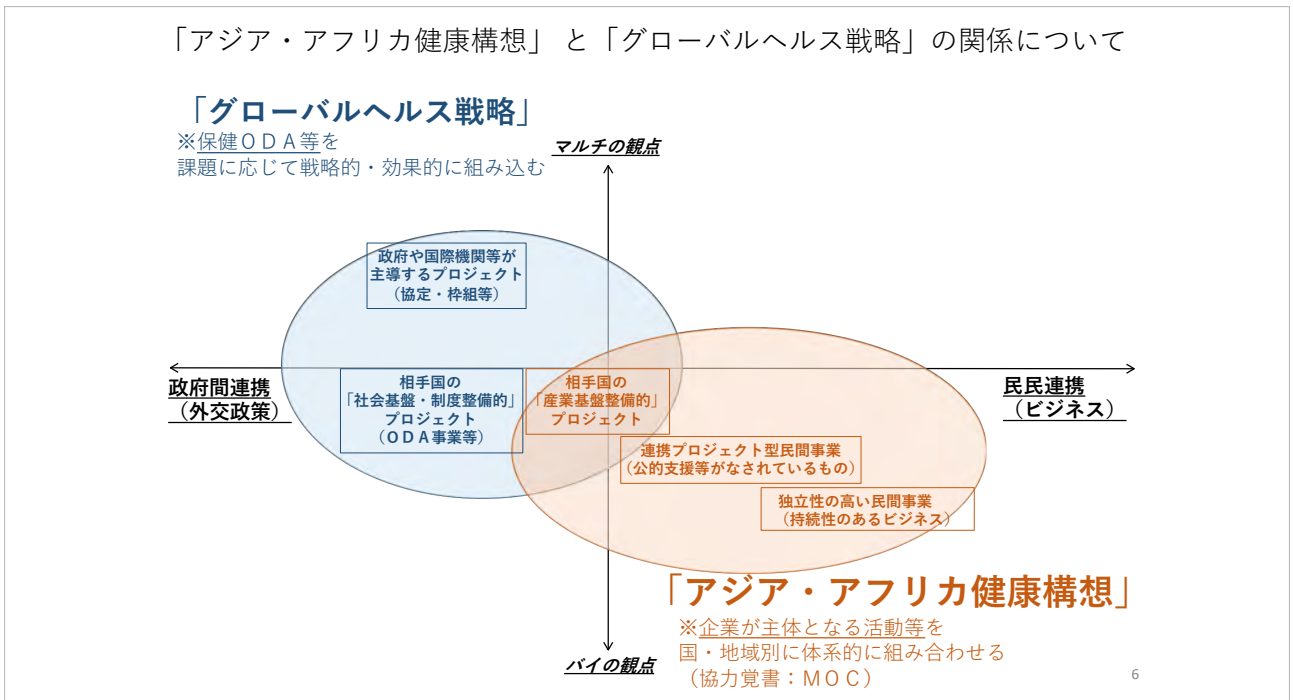 「アジア・アフリカ健康構想」 と「グローバルヘルス戦略」の関係について
「グローバルヘルス戦略」
※保健ＯＤＡ等を
課題に応じて戦略的・効果的に組み込む
マルチの観点
政府や国際機関等が
主導するプロジェクト
（協定・枠組等）
政府間連携
（外交政策）
相手国の
「社会基盤・制度整備的」
プロジェクト
（ＯＤＡ事業等）
相手国の
「産業基盤整備的」
プロジェクト
民民連携
（ビジネス）
連携プロジェクト型民間事業
（公的支援等がなされているもの）
独立性の高い民間事業
（持続性のあるビジネス）
「アジア・アフリカ健康構想」
※企業が主体となる活動等を
国・地域別に体系的に組み合わせる
（協力覚書：ＭＯＣ）
バイの観点
6